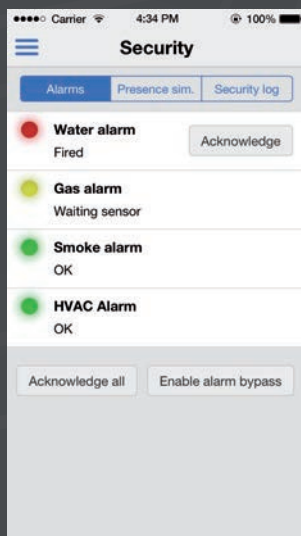 Carrier 4:34 PM 100%
Security
Alarms Presence sim. Security log
Water alarm
Fired
Acknowledge
Gas alarm
Waiting sensor
Smoke alarm
OK
HVAC Alarm
OK
Acknowledge all Enable alarm bypass